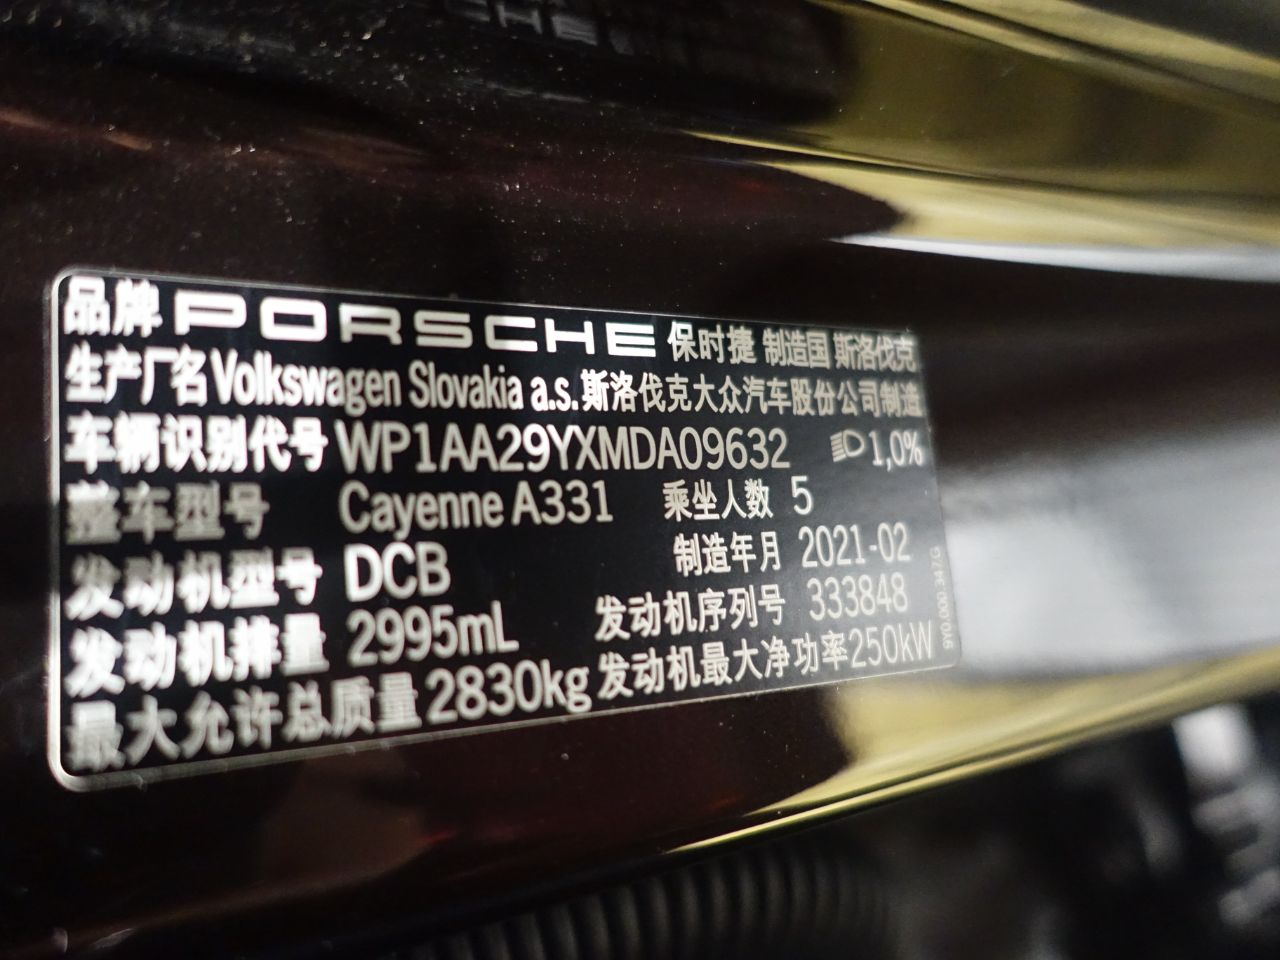 品牌 PORSCHE 保时捷 制造国 斯洛伐克
生产厂名 Volkswagen Slovakia a.s. 斯洛伐克大众汽车股份公司制造
车辆识别代号 WP1AA29YXMDA09632 1,0%
整车型号 Cayenne A331 乘坐人数 5
发动机型号 DCB 制造年月 2021-02
发动机排量 2995mL 发动机序列号 333848
最大允许总质量 2830kg 发动机最大净功率 250kW
9Y0.000.347.G